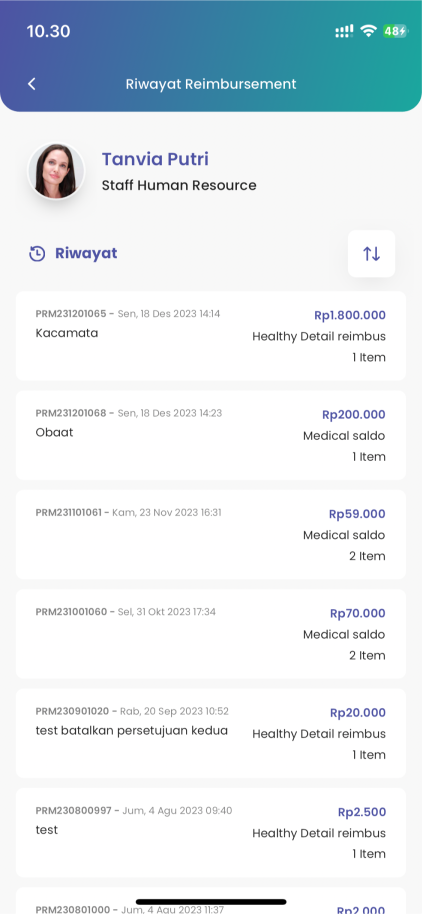 10.30
48
Riwayat Reimbursement
Tanvia Putri
Staff Human Resource
Riwayat
PRM231201065 - Sen, 18 Des 2023 14:14
Rp1.800.000
Kacamata
Healthy Detail reimbus
1 Item
PRM231201068 - Sen, 18 Des 2023 14:23
Rp200.000
Obaat
Medical saldo
1 Item
PRM231101061 - Kam, 23 Nov 2023 16:31
Rp59.000
Medical saldo
2 Item
PRM231001060 - Sel, 31 Okt 2023 17:34
Rp70.000
Medical saldo
2 Item
PRM230901020 - Rab, 20 Sep 2023 10:52
Rp20.000
test batalkan persetujuan kedua
Healthy Detail reimbus
1 Item
PRM230800997 - Jum, 4 Agu 2023 09:40
Rp2.500
test
Healthy Detail reimbus
1 Item
PRM230801000 - Jum, 4 Agu 2023 11:37
Rp2.000